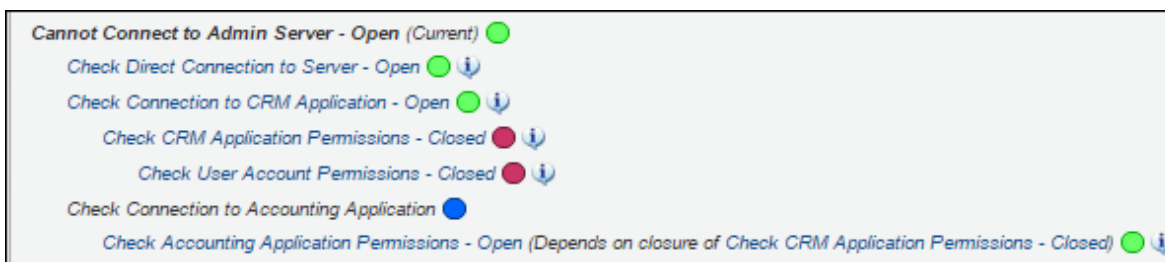 Cannot Connect to Admin Server - Open (Current)
Check Direct Connection to Server - Open
Check Connection to CRM Application - Open
Check CRM Application Permissions - Closed
Check User Account Permissions - Closed
Check Connection to Accounting Application
Check Accounting Application Permissions - Open (Depends on closure of Check CRM Application Permissions - Closed)